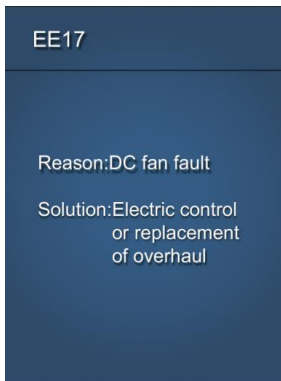 EE17
Reason:DC fan fault
Solution:Electric control
or replacement
of overhaul